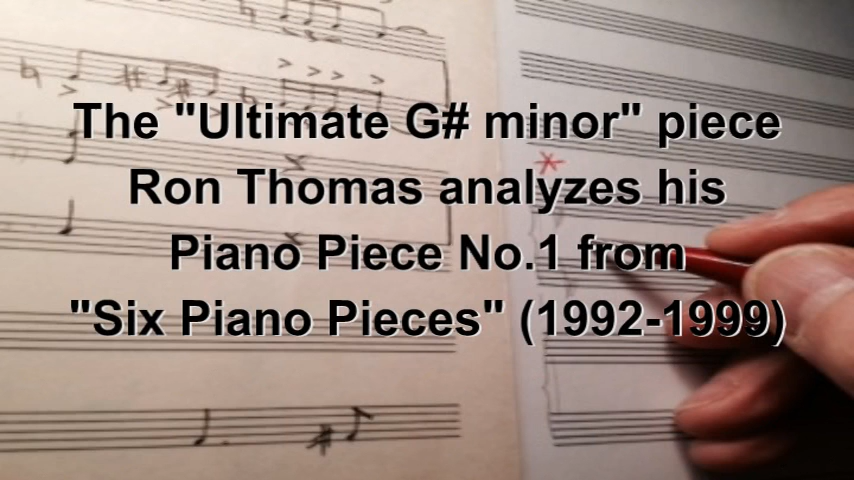 The "Ultimate G# minor" piece
Ron Thomas analyzes his
Piano Piece No.1 from
"Six Piano Pieces" (1992-1999)